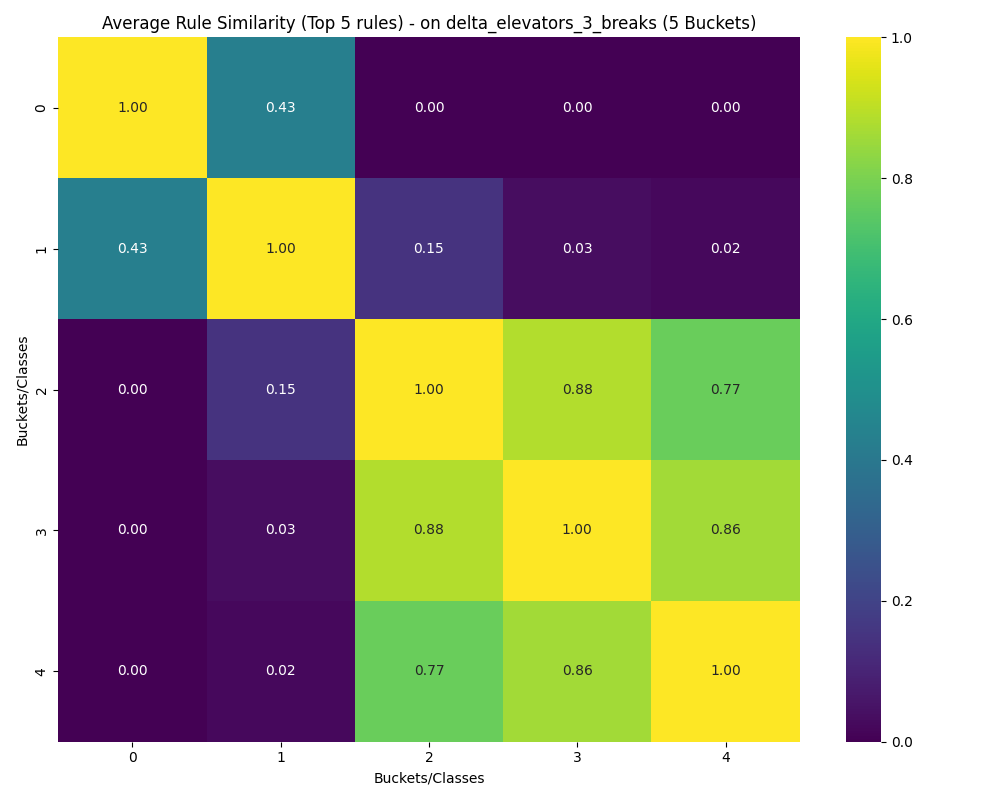 Average Rule Similarity (Top 5 rules) - on delta_elevators_3_breaks (5 Buckets)
Buckets/Classes
0 1.00 0.43 0.00 0.00 0.00
1 0.43 1.00 0.15 0.03 0.02
2 0.00 0.15 1.00 0.88 0.77
3 0.00 0.03 0.88 1.00 0.86
4 0.00 0.02 0.77 0.86 1.00
0 1 2 3 4
Buckets/Classes
1.0
0.8
0.6
0.4
0.2
0.0